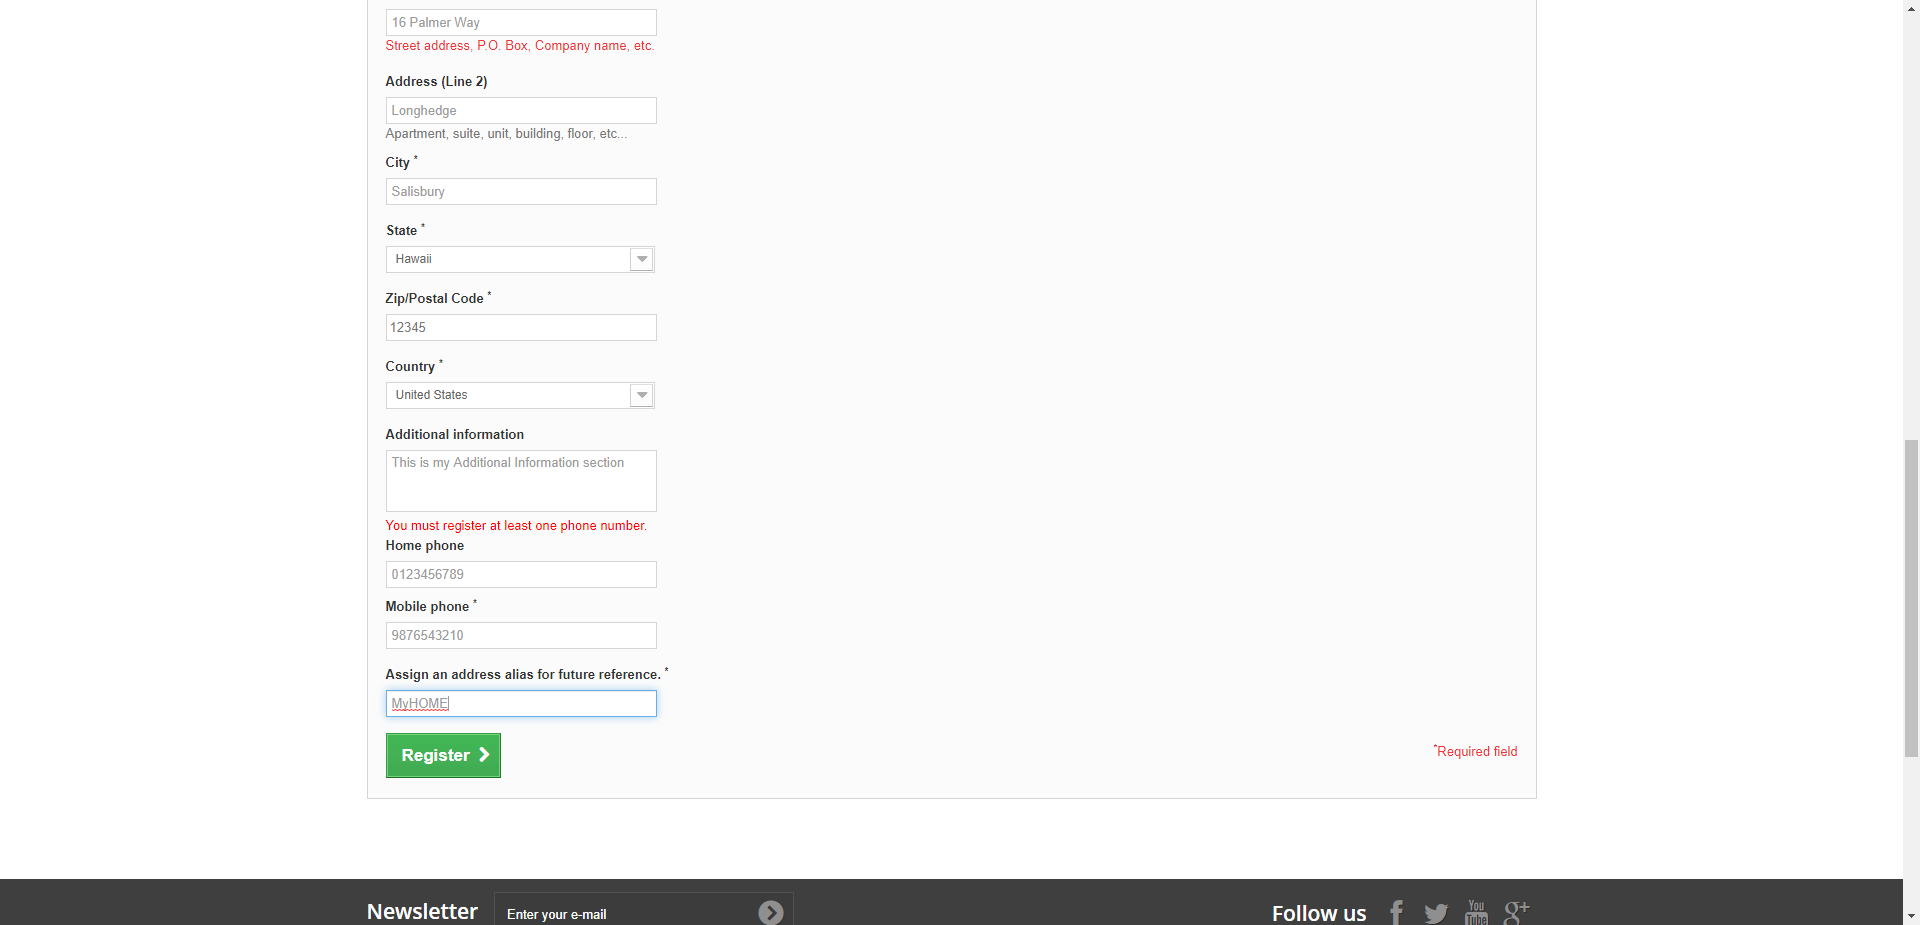 16 Palmer Way
Street address, P.O. Box, Company name, etc.
Address (Line 2)
Longhedge
Apartment, suite, unit, building, floor, etc...
City *
Salisbury
State *
Hawaii
Zip/Postal Code *
12345
Country *
United States
Additional information
This is my Additional Information section
You must register at least one phone number.
Home phone
0123456789
Mobile phone *
9876543210
Assign an address alias for future reference. *
MyHOME
Register
*Required field
Newsletter
Enter your e-mail
Follow us
You
Tube
g+